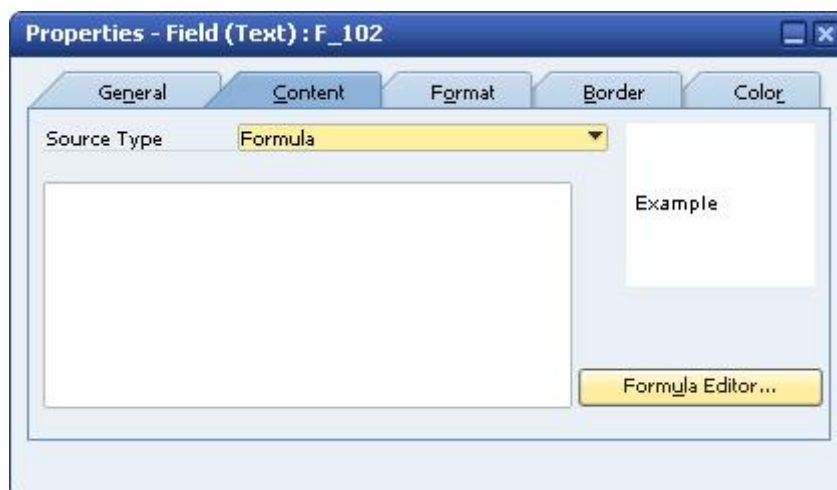 Properties - Field (Text) : F_102
General Content Format Border Color
Source Type Formula
Example
Formula Editor...